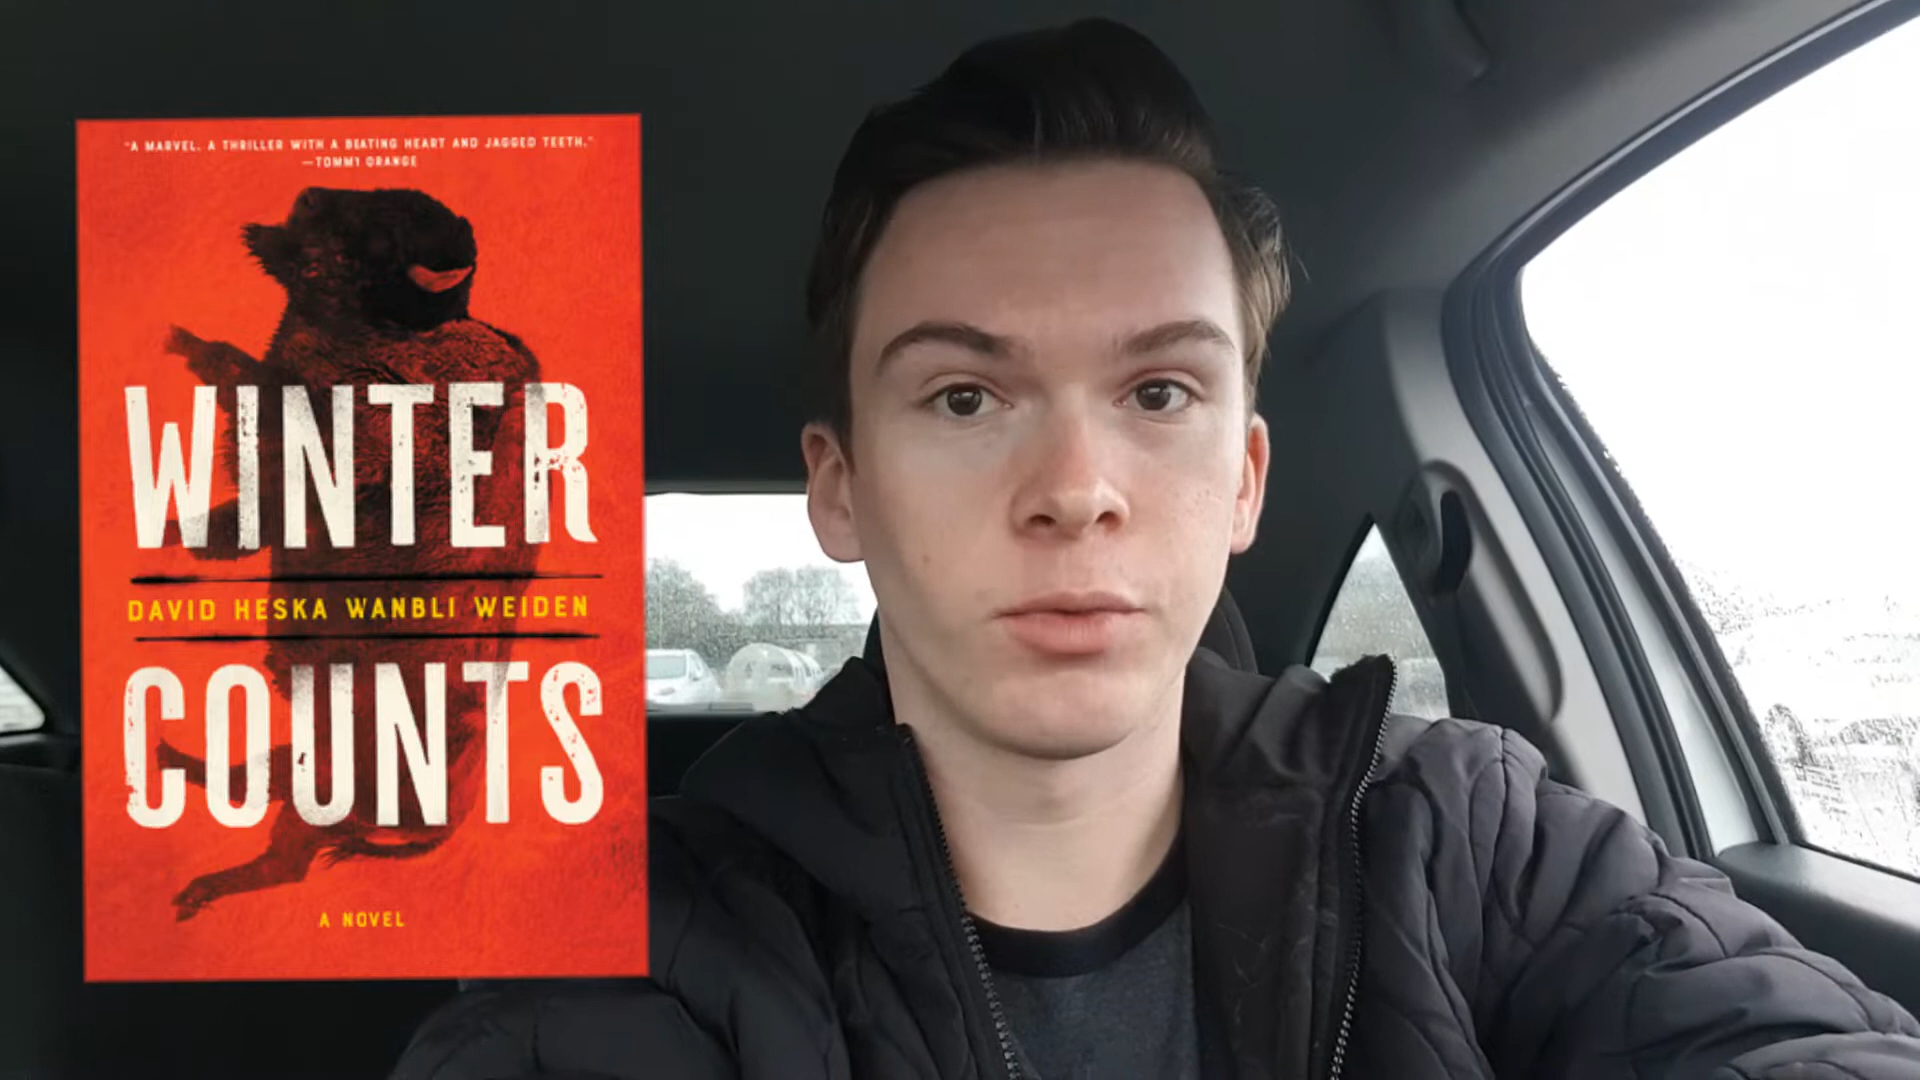 "A MARVEL. A THRILLER WITH A BEATING HEART AND JAGGED TEETH."
—TOMMY ORANGE
WINTER
DAVID HESKA WANBLI WEIDEN
COUNTS
A NOVEL